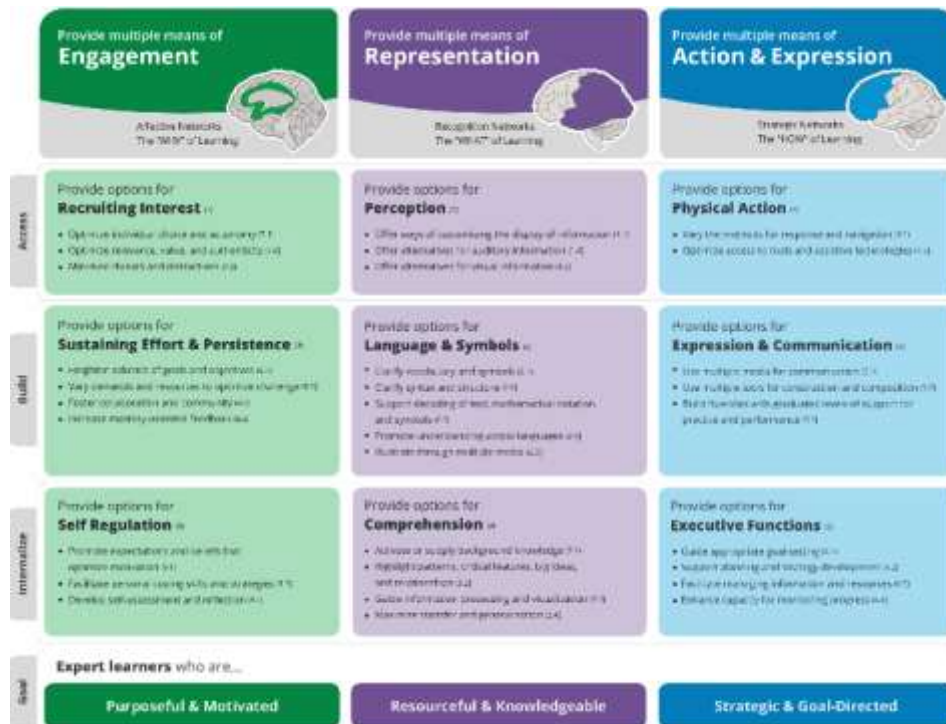 Provide multiple means of
Engagement
Affective Networks
The "WHY" of Learning
Provide multiple means of
Representation
Recognition Networks
The "WHAT" of Learning
Provide multiple means of
Action & Expression
Strategic Networks
The "HOW" of Learning
Access
Provide options for
Recruiting Interest
• Optimize individual choice and autonomy
• Optimize relevance, value, and authenticity
• Minimize threats and distractions
Provide options for
Perception
• Offer ways of customizing the display of information
• Offer alternatives for auditory information
• Offer alternatives for visual information
Provide options for
Physical Action
• Vary the methods for response and navigation
• Optimize access to tools and assistive technologies
Build
Provide options for
Sustaining Effort & Persistence
• Heighten salience of goals and objectives
• Vary demands and resources to optimize challenge
• Foster collaboration and community
• Increase mastery-oriented feedback
Provide options for
Language & Symbols
• Clarify vocabulary and symbols
• Clarify syntax and structure
• Support decoding of text, mathematical notation,
and symbols
• Promote understanding across languages
• Illustrate through multiple media
Provide options for
Expression & Communication
• Use multiple media for communication
• Use multiple tools for construction and composition
• Build fluencies with graduated levels of support for
practice and performance
Internalize
Provide options for
Self Regulation
• Promote expectations and beliefs that
optimize motivation
• Facilitate personal coping skills and strategies
• Develop self-assessment and reflection
Provide options for
Comprehension
• Activate or supply background knowledge
• Highlight patterns, critical features, big ideas,
and relationships
• Guide information processing and visualization
• Maximize transfer and generalization
Provide options for
Executive Functions
• Guide appropriate goal-setting
• Support planning and strategy development
• Facilitate managing information and resources
• Enhance capacity for monitoring progress
Goal
Expert learners who are...
Purposeful & Motivated
Resourceful & Knowledgeable
Strategic & Goal-Directed